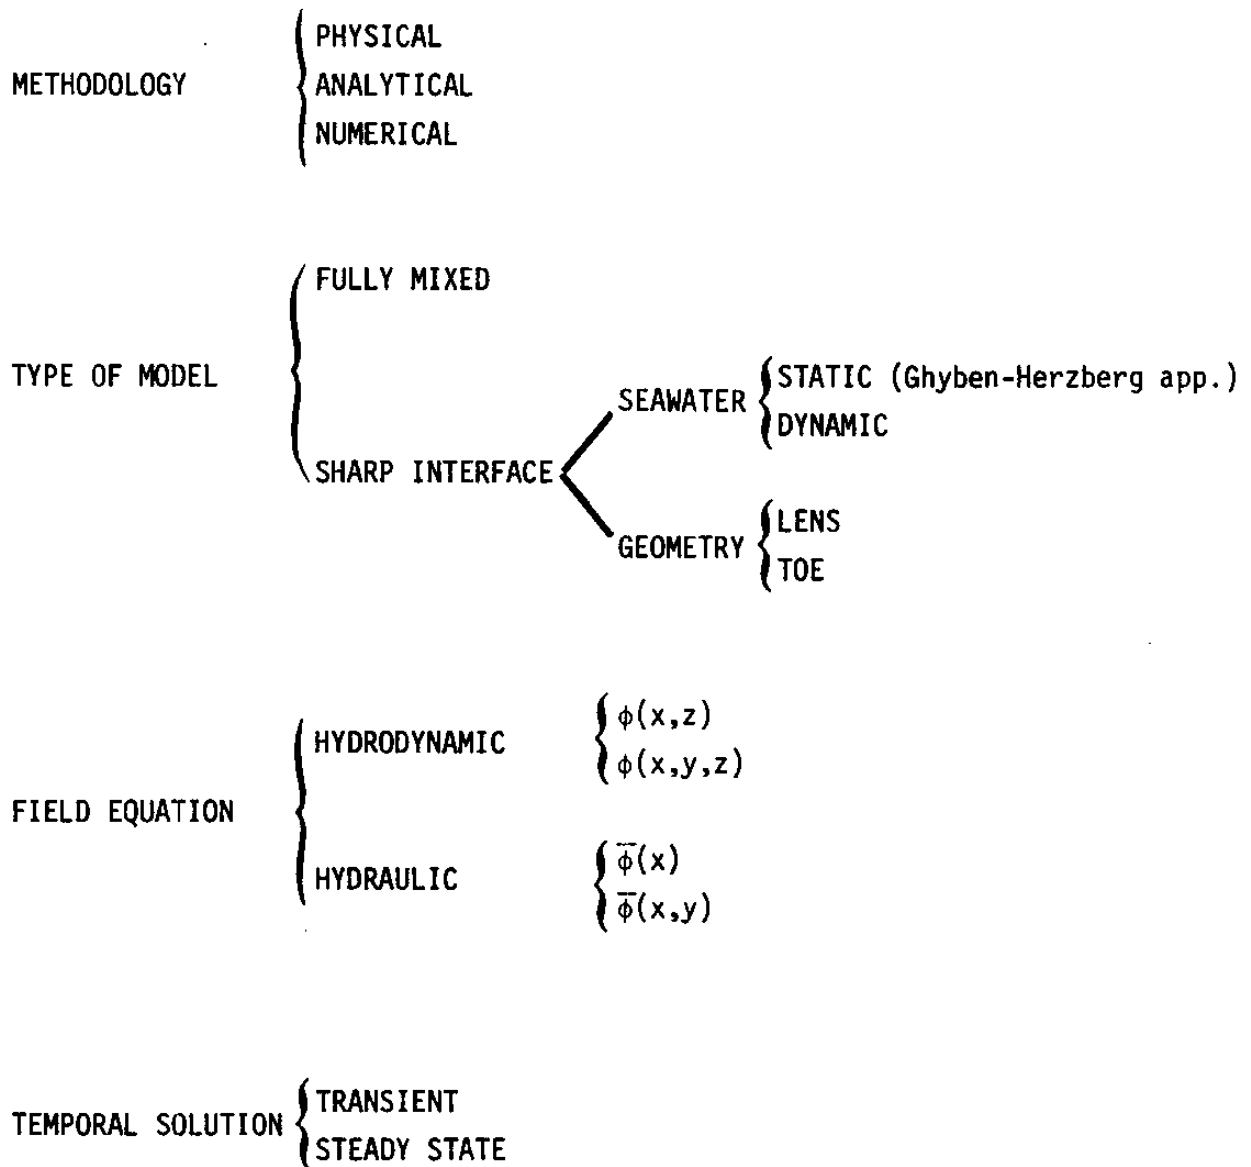 METHODOLOGY
PHYSICAL
ANALYTICAL
NUMERICAL
TYPE OF MODEL
FULLY MIXED
SHARP INTERFACE
SEAWATER
STATIC (Ghyben-Herzberg app.)
DYNAMIC
GEOMETRY
LENS
TOE
FIELD EQUATION
HYDRODYNAMIC
ϕ(x,z)
ϕ(x,y,z)
HYDRAULIC
ϕ̅(x)
ϕ̅(x,y)
TEMPORAL SOLUTION
TRANSIENT
STEADY STATE